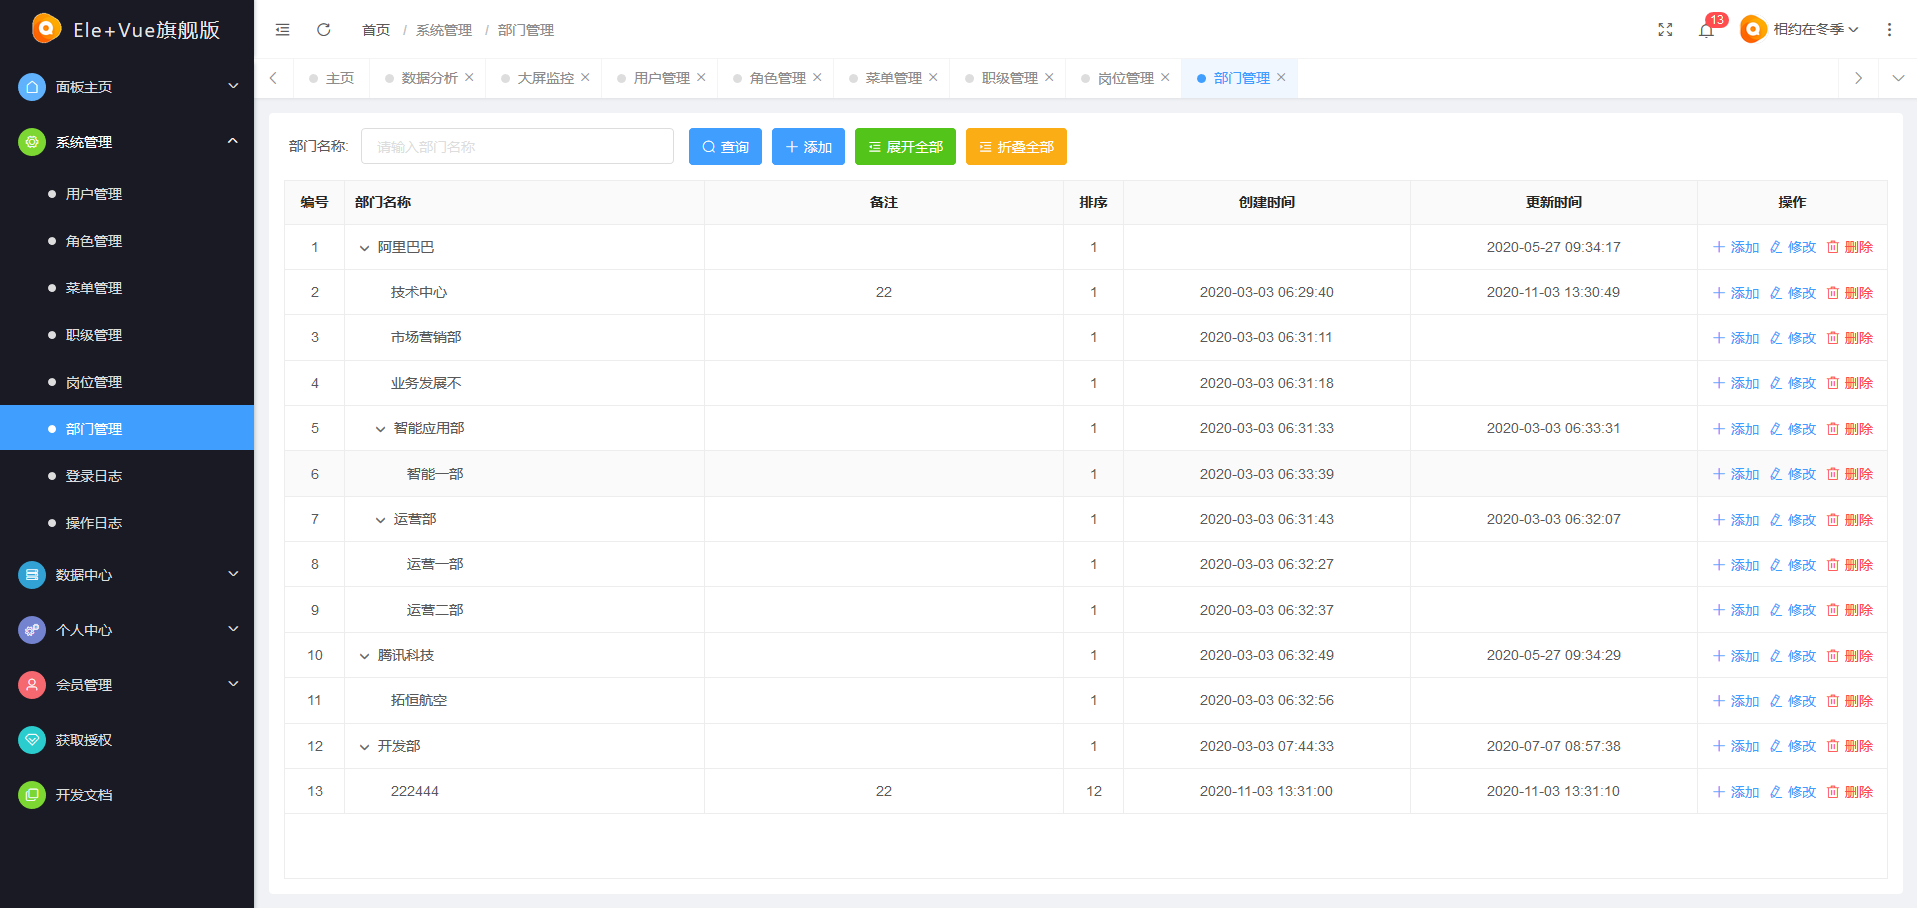 Ele+Vue旗舰版
首页 / 系统管理 / 部门管理
13
相约在冬季
主页 数据分析 大屏监控 用户管理 角色管理 菜单管理 职级管理 岗位管理 部门管理
面板主页
系统管理
用户管理
角色管理
菜单管理
职级管理
岗位管理
部门管理
登录日志
操作日志
数据中心
个人中心
会员管理
获取授权
开发文档
部门名称: 请输入部门名称 查询 添加 展开全部 折叠全部
编号 部门名称 备注 排序 创建时间 更新时间 操作
1 阿里巴巴 1 2020-05-27 09:34:17 添加 修改 删除
2 技术中心 22 1 2020-03-03 06:29:40 2020-11-03 13:30:49 添加 修改 删除
3 市场营销部 1 2020-03-03 06:31:11 添加 修改 删除
4 业务发展不 1 2020-03-03 06:31:18 添加 修改 删除
5 智能应用部 1 2020-03-03 06:31:33 2020-03-03 06:33:31 添加 修改 删除
6 智能一部 1 2020-03-03 06:33:39 添加 修改 删除
7 运营部 1 2020-03-03 06:31:43 2020-03-03 06:32:07 添加 修改 删除
8 运营一部 1 2020-03-03 06:32:27 添加 修改 删除
9 运营二部 1 2020-03-03 06:32:37 添加 修改 删除
10 腾讯科技 1 2020-03-03 06:32:49 2020-05-27 09:34:29 添加 修改 删除
11 拓恒航空 1 2020-03-03 06:32:56 添加 修改 删除
12 开发部 1 2020-03-03 07:44:33 2020-07-07 08:57:38 添加 修改 删除
13 222444 22 12 2020-11-03 13:31:00 2020-11-03 13:31:10 添加 修改 删除